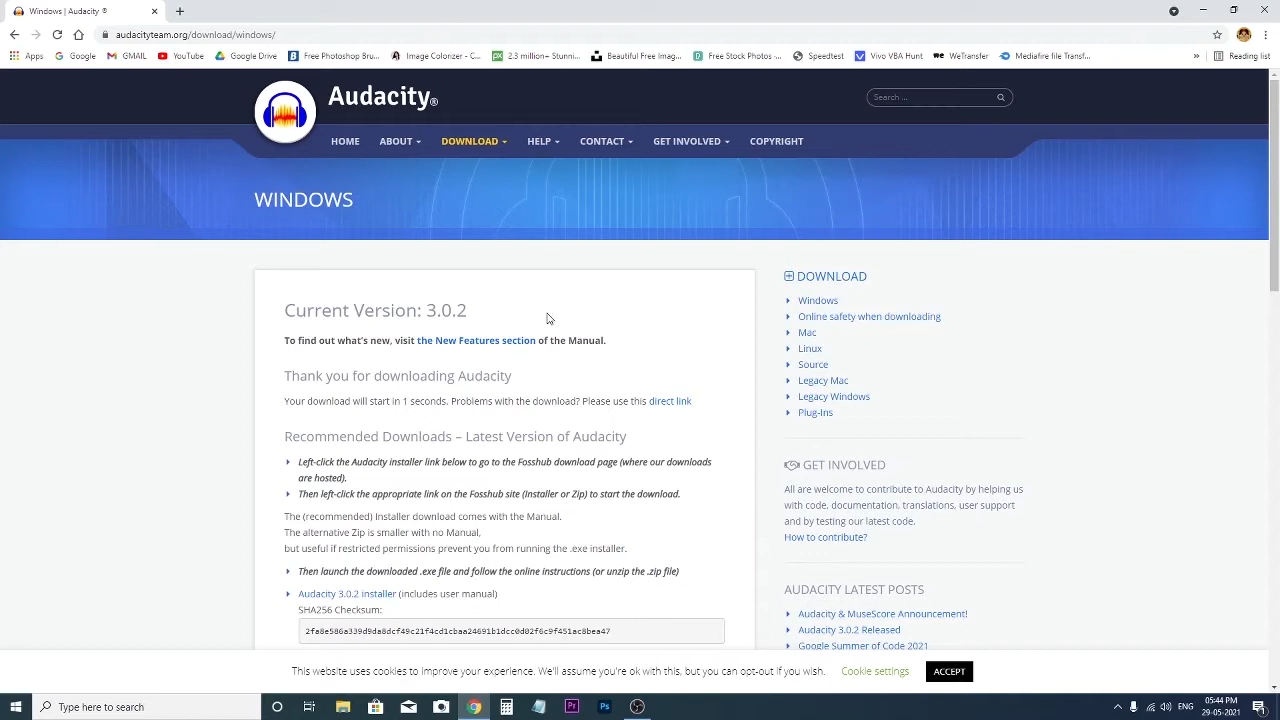 Windows | Audacity ®
audacityteam.org/download/windows/
Apps
Google
GMAIL
YouTube
Google Drive
Free Photoshop Bru...
Image Colonizer - C...
2.3 million+ Stunni...
Beautiful Free Imag...
Free Stock Photos ...
Speedtest
Vivo VBA Hunt
WeTransfer
Mediafire file Transf...
»
Reading list
Audacity®
Search ...
HOME
ABOUT
DOWNLOAD
HELP
CONTACT
GET INVOLVED
COPYRIGHT
WINDOWS
Current Version: 3.0.2
To find out what's new, visit the New Features section of the Manual.
Thank you for downloading Audacity
Your download will start in 1 seconds. Problems with the download? Please use this direct link
Recommended Downloads – Latest Version of Audacity
Left-click the Audacity installer link below to go to the Fosshub download page (where our downloads
are hosted).
Then left-click the appropriate link on the Fosshub site (Installer or Zip) to start the download.
The (recommended) Installer download comes with the Manual.
The alternative Zip is smaller with no Manual,
but useful if restricted permissions prevent you from running the .exe installer.
Then launch the downloaded .exe file and follow the online instructions (or unzip the .zip file)
Audacity 3.0.2 installer (includes user manual)
SHA256 Checksum:
2fa8e586a339d9da8dcf49c21f4cd1cbaa24691b1dcc0d02f6c9f451ac8bea47
DOWNLOAD
Windows
Online safety when downloading
Mac
Linux
Source
Legacy Mac
Legacy Windows
Plug-Ins
GET INVOLVED
All are welcome to contribute to Audacity by helping us
with code, documentation, translations, user support
and by testing our latest code.
How to contribute?
AUDACITY LATEST POSTS
Audacity & MuseScore Announcement!
Audacity 3.0.2 Released
Google Summer of Code 2021
This website uses cookies to improve your experience. We'll assume you're ok with this, but you can opt-out if you wish.
Cookie settings
ACCEPT
Type here to search
Pr
Ps
ENG
05:44 PM
29-05-2021